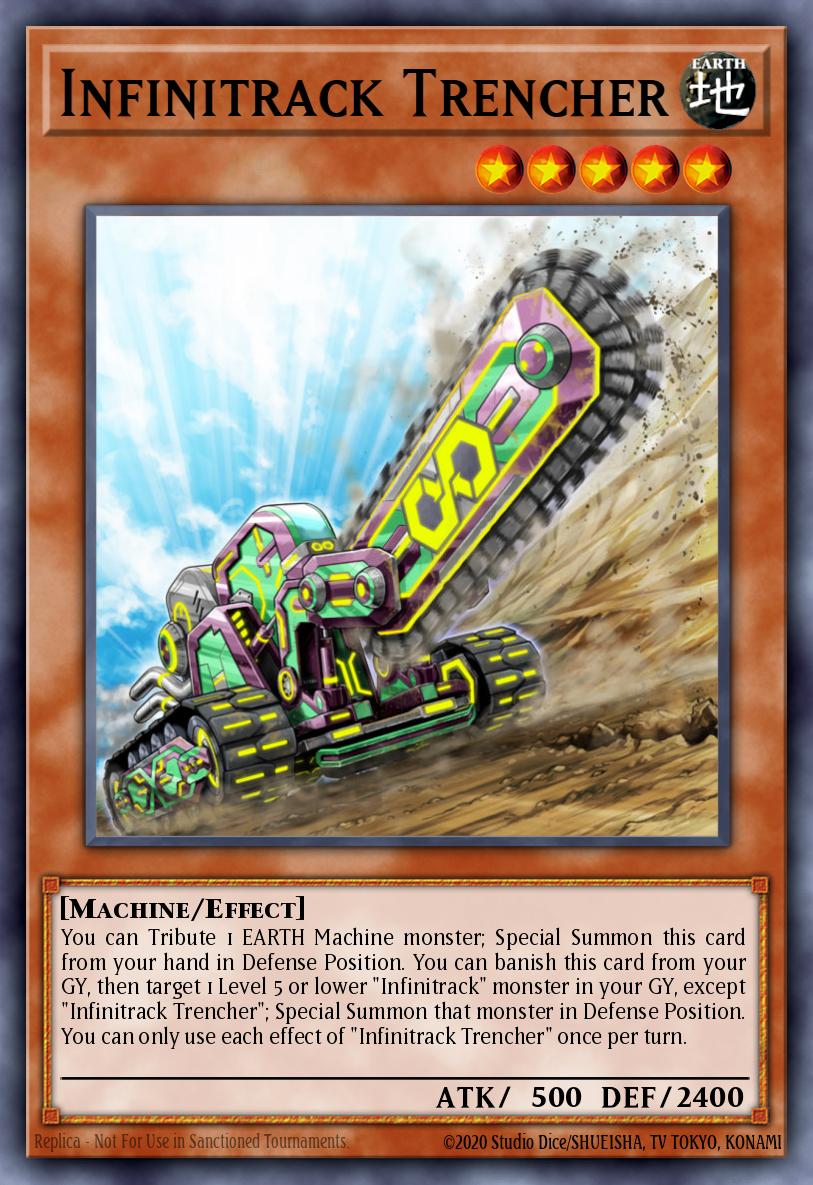 Infinitrack Trencher
EARTH
地
[Machine/Effect]
You can Tribute 1 EARTH Machine monster; Special Summon this card
from your hand in Defense Position. You can banish this card from your
GY, then target 1 Level 5 or lower "Infinitrack" monster in your GY, except
"Infinitrack Trencher"; Special Summon that monster in Defense Position.
You can only use each effect of "Infinitrack Trencher" once per turn.
ATK/ 500 DEF/2400
Replica - Not For Use in Sanctioned Tournaments.
©2020 Studio Dice/SHUEISHA, TV TOKYO, KONAMI